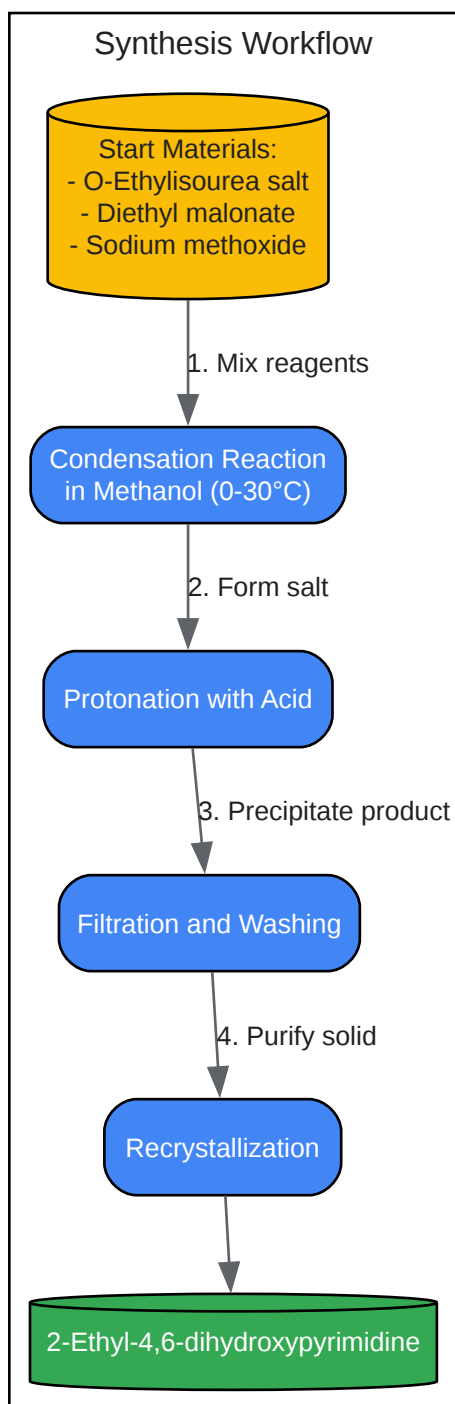 Synthesis Workflow
Start Materials:
- O-Ethylisourea salt
- Diethyl malonate
- Sodium methoxide
1. Mix reagents
Condensation Reaction
in Methanol (0-30°C)
2. Form salt
Protonation with Acid
3. Precipitate product
Filtration and Washing
4. Purify solid
Recrystallization
2-Ethyl-4,6-dihydroxypyrimidine